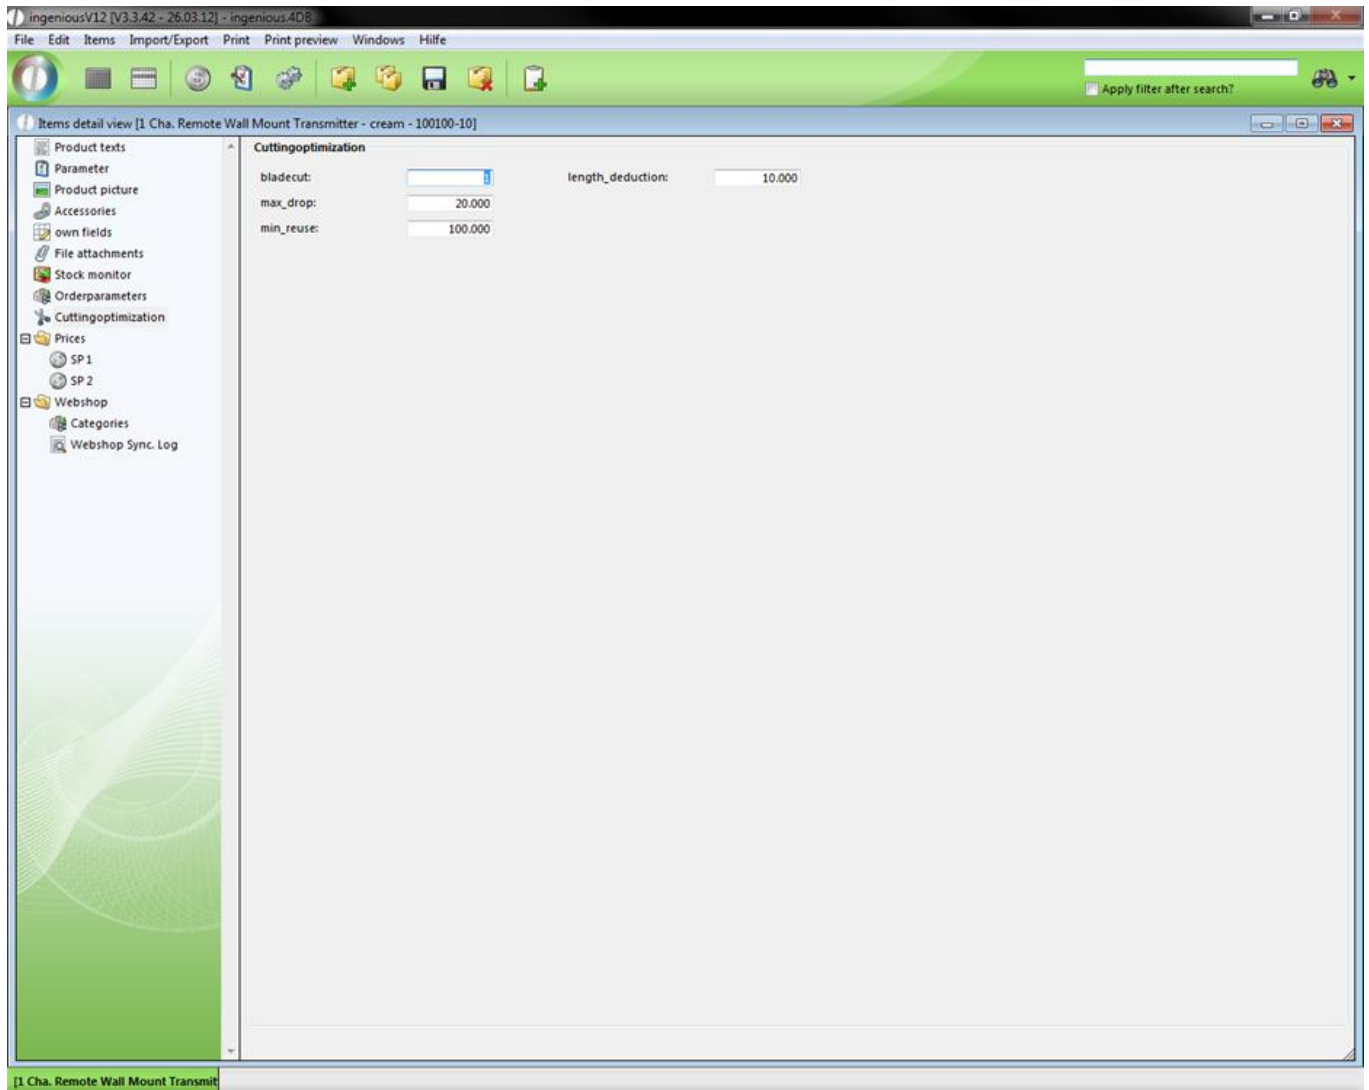 ingeniousV12 [V3.3.42 - 26.03.12] - ingenious.4DB
File Edit Items Import/Export Print Print preview Windows Hilfe
Apply filter after search?
Items detail view [1 Cha. Remote Wall Mount Transmitter - cream - 100100-10]
Product texts
Parameter
Product picture
Accessories
own fields
File attachments
Stock monitor
Orderparameters
Cuttingoptimization
Prices
SP 1
SP 2
Webshop
Categories
Webshop Sync. Log
Cuttingoptimization
bladecut: 1 length_deduction: 10.000
max_drop: 20.000
min_reuse: 100.000
[1 Cha. Remote Wall Mount Transmit